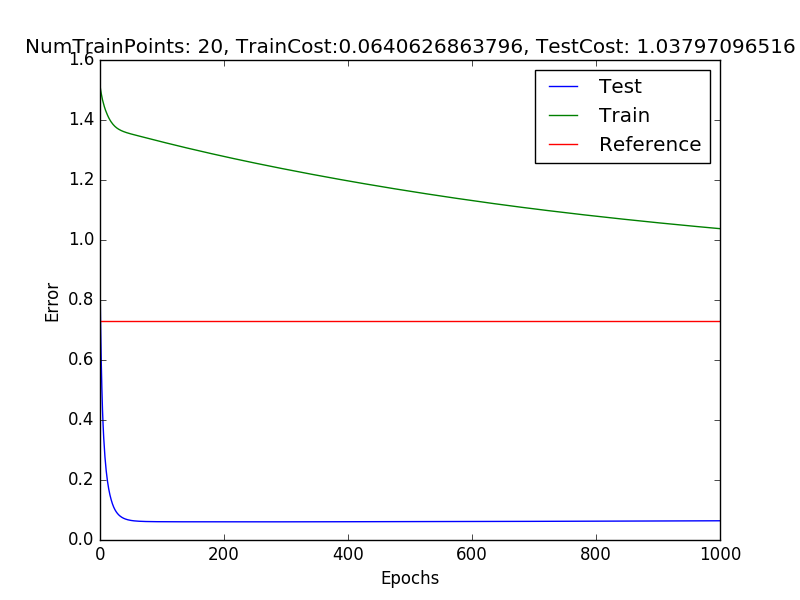 NumTrainPoints: 20, TrainCost:0.0640626863796, TestCost: 1.03797096516
1.6
1.4
1.2
1.0
0.8
0.6
0.4
0.2
0.0
Error
Test
Train
Reference
0 200 400 600 800 1000
Epochs